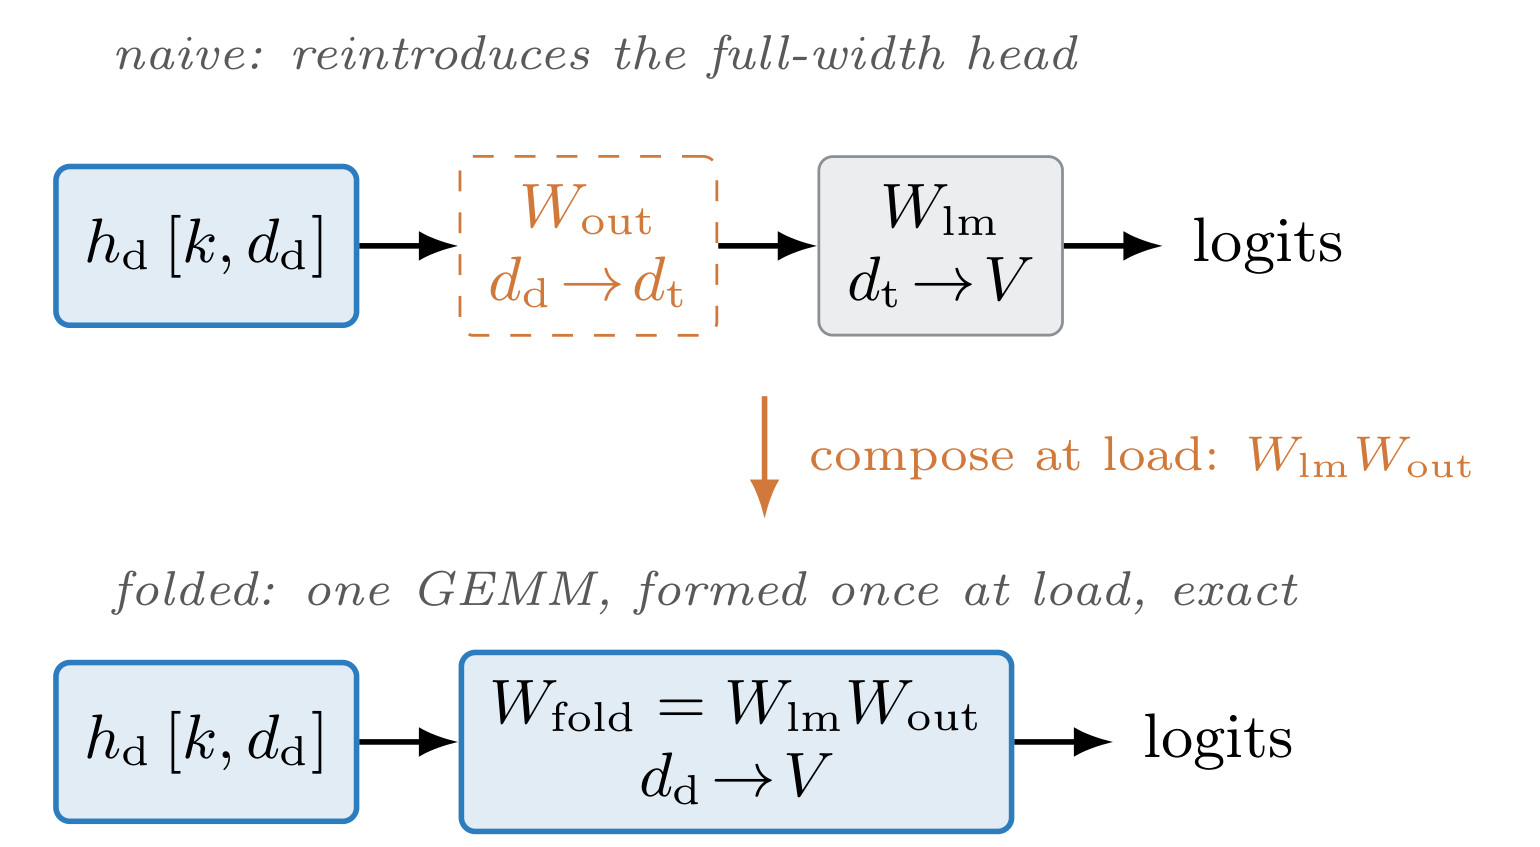 naive: reintroduces the full-width head
h_d [k, d_d]
W_out
d_d → d_t
W_lm
d_t → V
logits
compose at load: W_lm W_out
folded: one GEMM, formed once at load, exact
h_d [k, d_d]
W_fold = W_lm W_out
d_d → V
logits